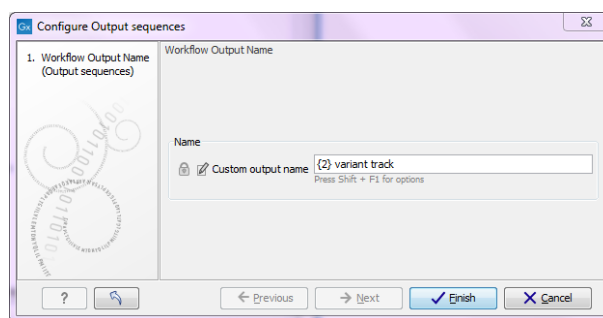 Gx Configure Output sequences
1. Workflow Output Name
(Output sequences)
Workflow Output Name
Name
Custom output name {2} variant track
Press Shift + F1 for options
? Previous Next Finish Cancel